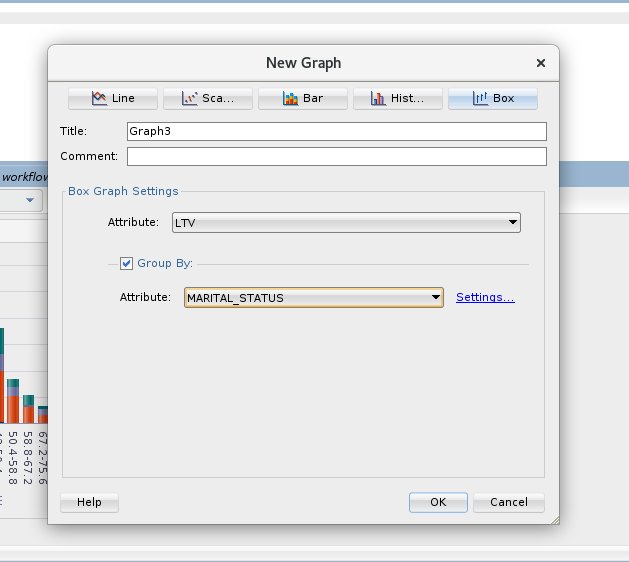 New Graph
Line
Sca...
Bar
Hist...
Box
Title:
Graph3
Comment:
workflow
Box Graph Settings
Attribute:
LTV
Group By:
Attribute:
MARITAL_STATUS
Settings...
50.4-58.8
58.8-67.2
67.2-75.6
Help
OK
Cancel